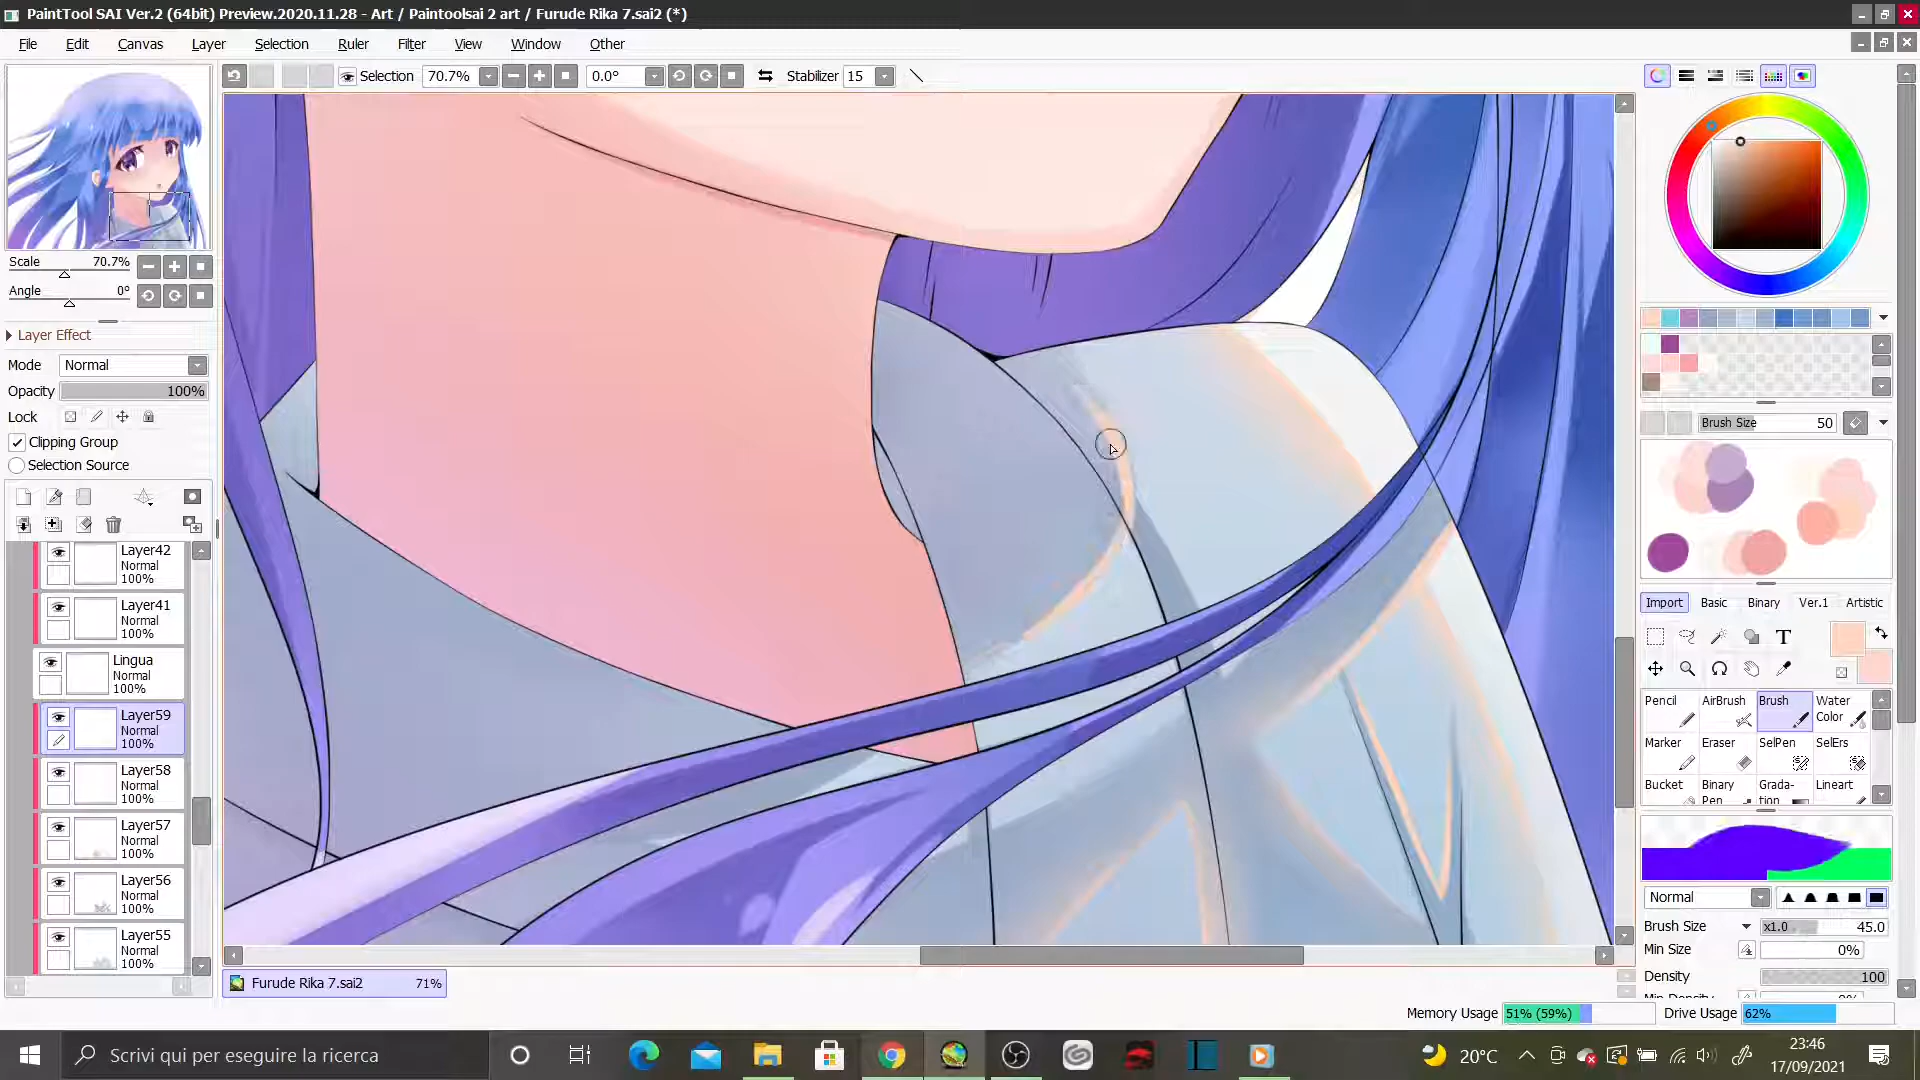 PaintTool SAI Ver.2 (64bit) Preview.2020.11.28 - Art / Paintoolsai 2 art / Furude Rika 7.sai2 (*)
File Edit Canvas Layer Selection Ruler Filter View Window Other
Selection 70.7% 0.0° Stabilizer 15
Scale 70.7%
Angle 0°
Layer Effect
Mode Normal
Opacity 100%
Lock
Clipping Group
Selection Source
Layer42
Normal
100%
Layer41
Normal
100%
Lingua
Normal
100%
Layer59
Normal
100%
Layer58
Normal
100%
Layer57
Normal
100%
Layer56
Normal
100%
Layer55
Normal
100%
Furude Rika 7.sai2 71%
Brush Size 50
Import Basic Binary Ver.1 Artistic
T
Pencil AirBrush Brush Water Color
Marker Eraser SelPen SelErs
Bucket Binary Pen Grada-tion Lineart
Normal
Brush Size x1.0 45.0
Min Size 0%
Density 100
Min Density 0%
Memory Usage 51% (59%) Drive Usage 62%
Scrivi qui per eseguire la ricerca
20°C
23:46
17/09/2021